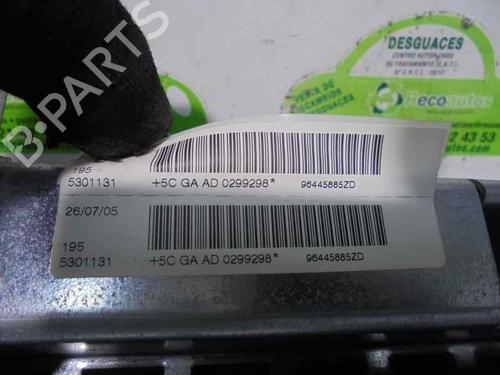 DESGUACES
CENTRO AUTORIZADO
DE TRATAMIENTO (C.A.T.)
Recoautos
B-PARTS
195
5301131 +5C GA AD 0299298* 96445885ZD
26/07/05
195
5301131 +5C GA AD 0299298* 96445885ZD